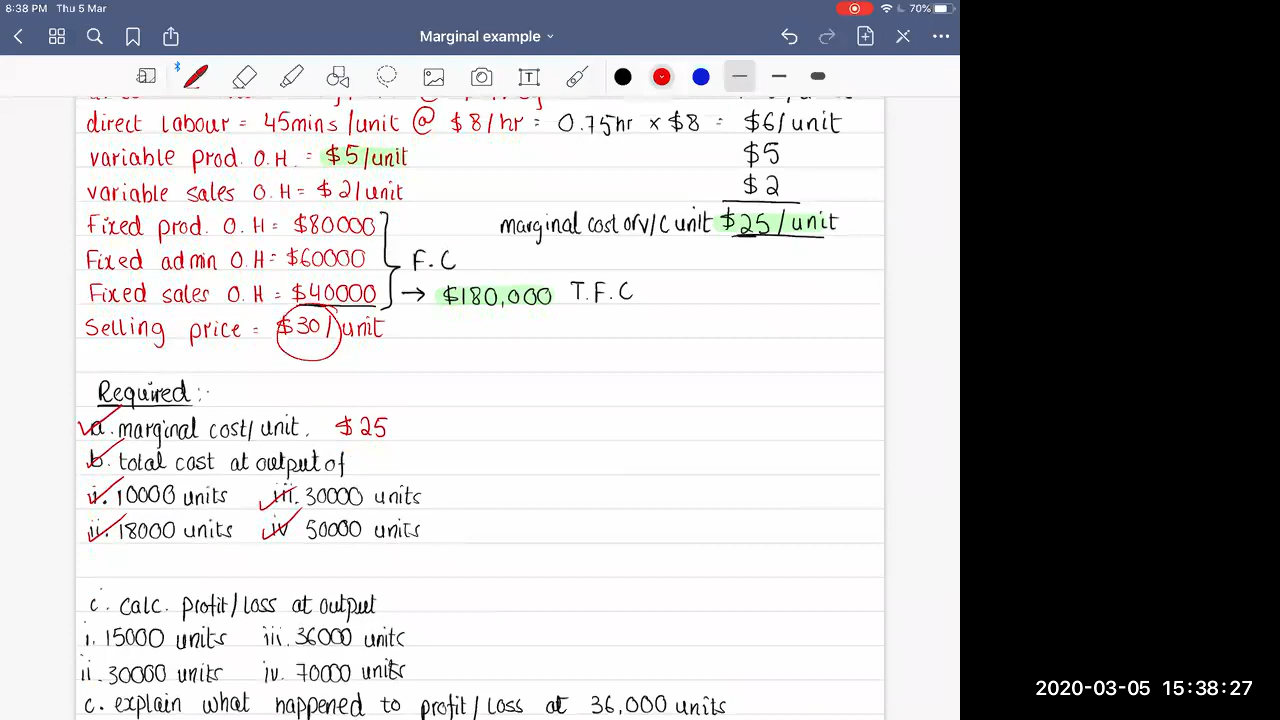 8:38 PM Thu 5 Mar
70%
Marginal example
direct labour = 45mins/unit @ $8/hr = 0.75hr x $8 = $6/unit
variable prod. O.H. = $5/unit $5
variable sales O.H = $2/unit $2
Fixed prod. O.H = $80000 marginal cost or V/C unit $25/unit
Fixed admin O.H = $60000 F.C
Fixed sales O.H = $40000 → $180,000 T.F.C
Selling price = $30/unit
Required :-
a. marginal cost/unit. $25
b. total cost at output of
i. 10000 units iii. 30000 units
ii. 18000 units iv 50000 units
c. calc. profit/loss at output
i. 15000 units iii. 36000 units
ii. 30000 units iv. 70000 units
c. explain what happened to profit/loss at 36,000 units
2020-03-05 15:38:27